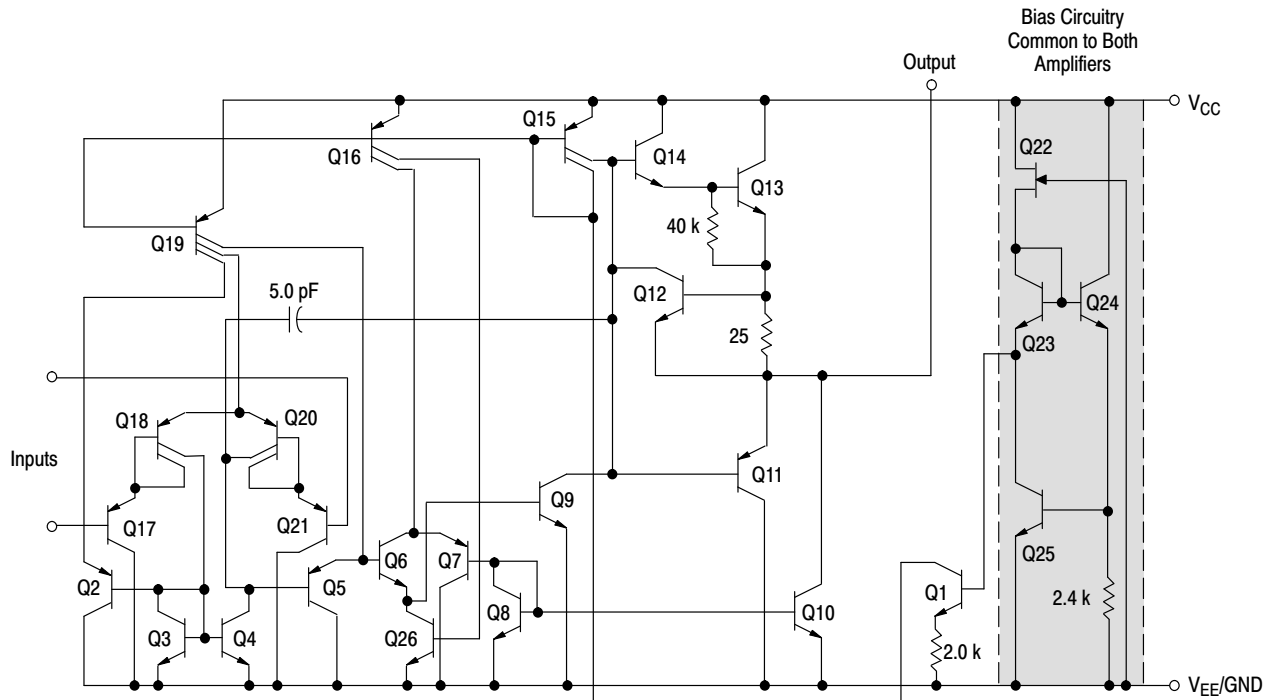 Bias Circuitry
Common to Both
Amplifiers
Output
V_CC
Q15
Q22
Q16
Q14
Q13
40 k
Q19
5.0 pF
Q12
Q24
25
Q23
Q18
Q20
Inputs
Q11
Q9
Q17
Q21
Q6
Q7
Q25
Q2
Q5
Q1
2.4 k
Q3
Q4
Q26
Q8
Q10
2.0 k
V_EE/GND